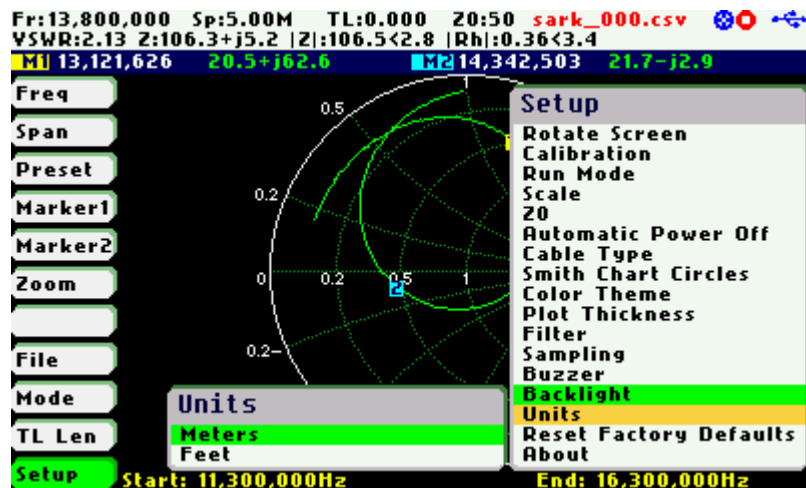 Fr:13,800,000 Sp:5.00M TL:0.000 Z0:50 sark_000.csv
VSWR:2.13 Z:106.3+j5.2 |Z|:106.5<2.8 |Rh|:0.36<3.4
M1 13,121,626 20.5+j62.6 M2 14,342,503 21.7-j2.9
Freq
Span
Preset
Marker1
Marker2
Zoom
File
Mode
TL Len
Setup
1
0.5
0.2
0 0.2 0.5 1
2
0.2
Setup
Rotate Screen
Calibration
Run Mode
Scale
Z0
Automatic Power Off
Cable Type
Smith Chart Circles
Color Theme
Plot Thickness
Filter
Sampling
Buzzer
Backlight
Units
Reset Factory Defaults
About
Units
Meters
Feet
Start: 11,300,000Hz End: 16,300,000Hz